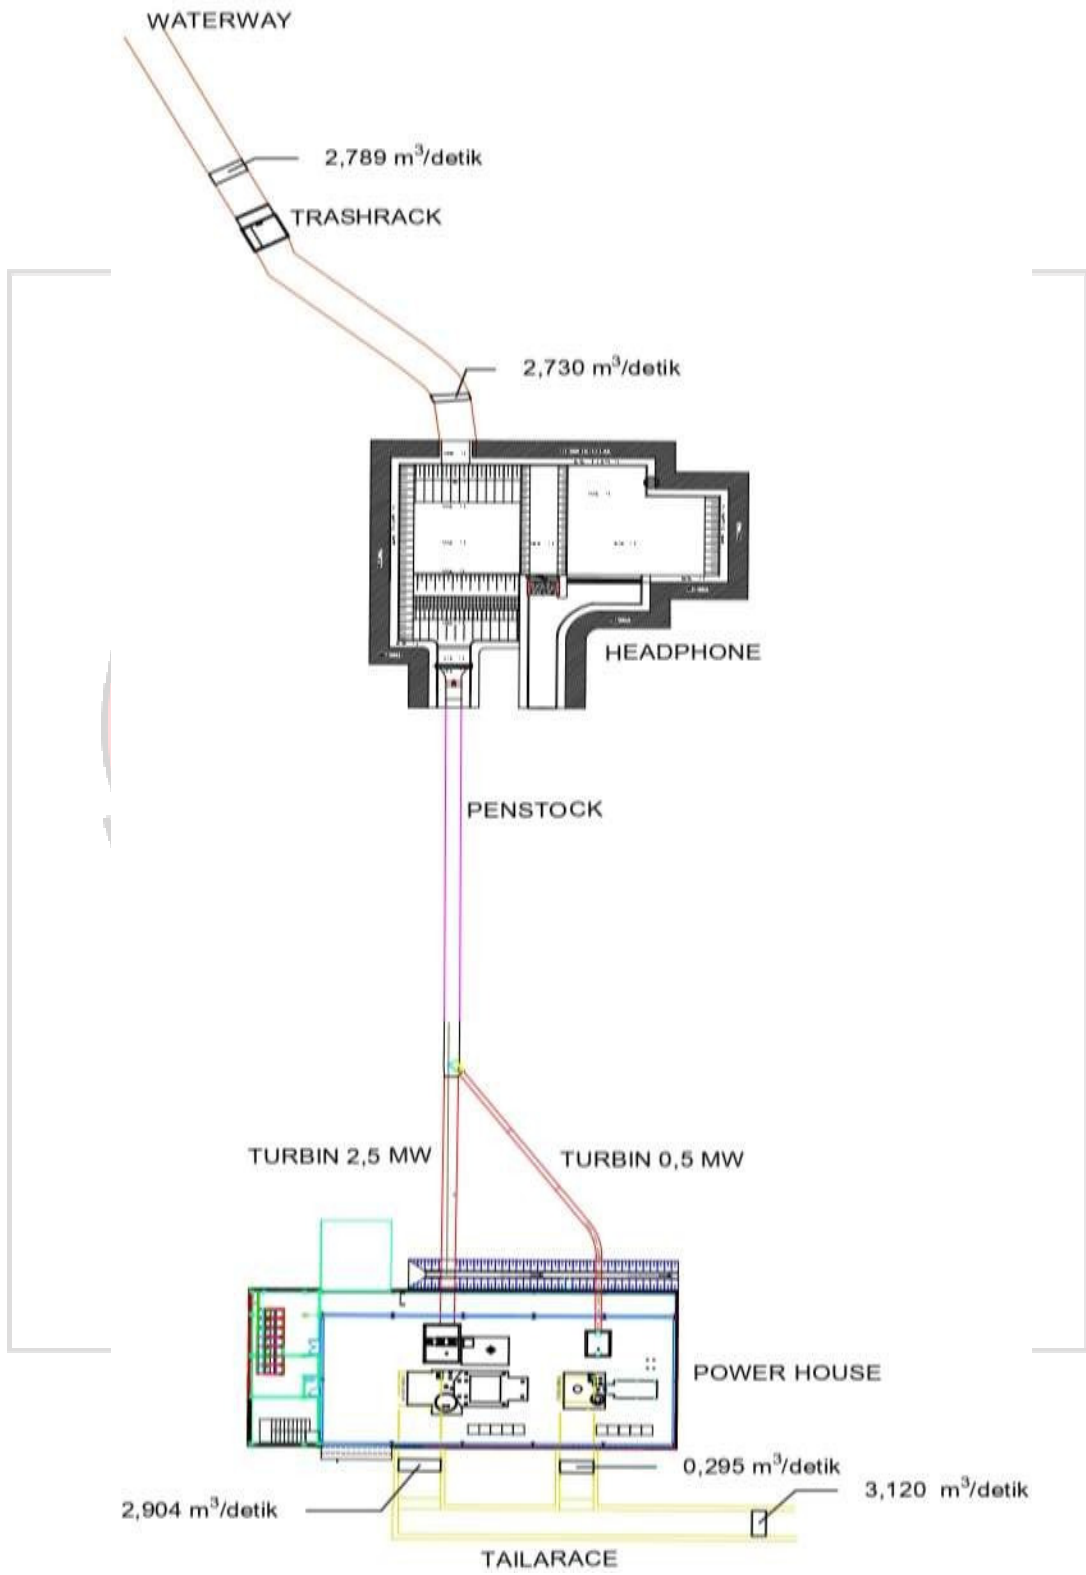 WATERWAY
2,789 m³/detik
TRASHRACK
2,730 m³/detik
HEADPHONE
PENSTOCK
TURBIN 2,5 MW
TURBIN 0,5 MW
POWER HOUSE
0,295 m³/detik
3,120 m³/detik
2,904 m³/detik
TAILARACE